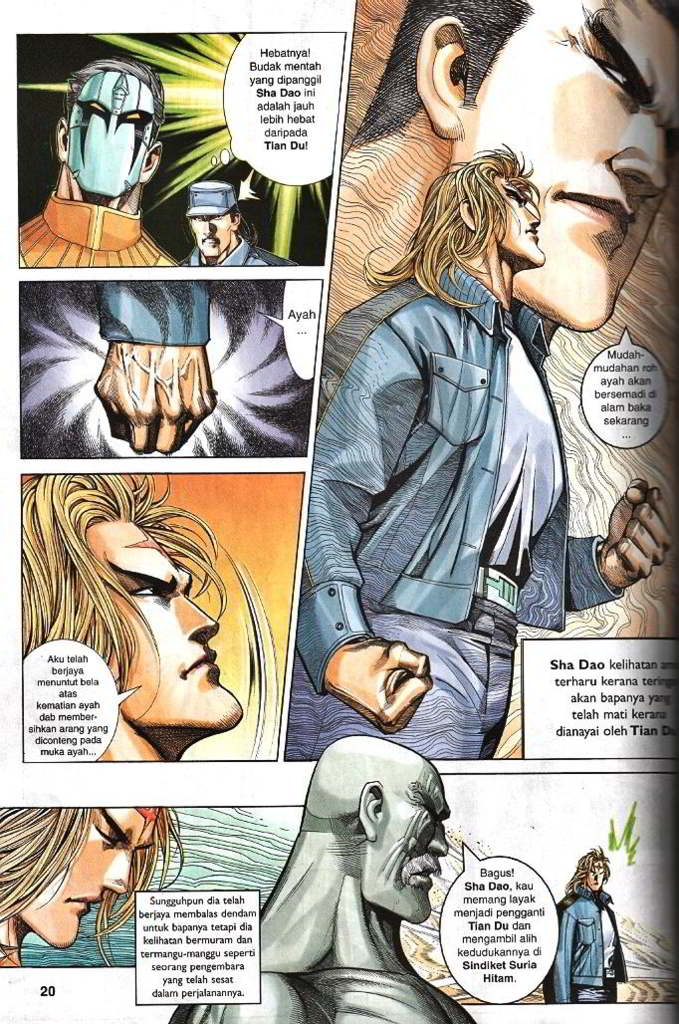 Hebatnya!
Budak mentah
yang dipanggil
Sha Dao ini
adalah jauh
lebih hebat
daripada
Tian Du!
Ayah
...
Mudah-
mudahan roh
ayah akan
bersemadi di
alam baka
sekarang
...
Aku telah
menuntut bela
atas
kematian ayah
dab member-
sihkan arang yang
diconteng pada
muka ayah...
Sha Dao kelihatan
terharu kerana
akan bapanya
telah mati kerana
dianayai oleh Tian Du
Sungguhpun dia telah
berjaya membalas dendam
untuk bapanya tetapi dia
kelihatan bermuram dan
termangu-manggu seperti
seorang pengembara
yang telah sesat
dalam perjalanannya.
Bagus!
Sha Dao, kau
memang layak
menjadi pengganti
Tian Du dan
mengambil alih
kedudukannya di
Sindiket Suria
Hitam.
20